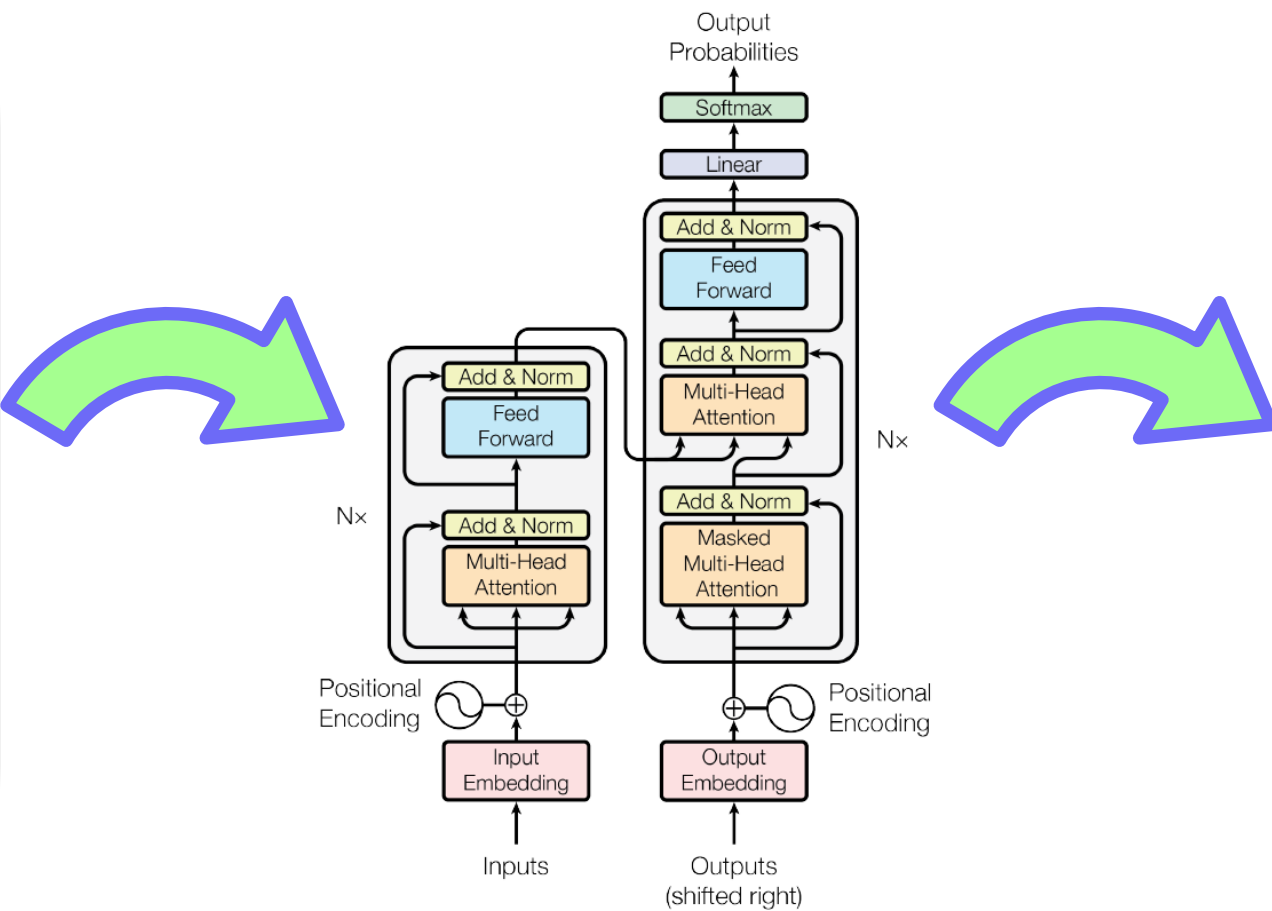 Output
Probabilities
Softmax
Linear
Add & Norm
Feed
Forward
Add & Norm
Multi-Head
Attention
Nx
Add & Norm
Masked
Multi-Head
Attention
Add & Norm
Feed
Forward
Nx
Add & Norm
Multi-Head
Attention
Positional
Encoding
Positional
Encoding
Input
Embedding
Output
Embedding
Inputs
Outputs
(shifted right)